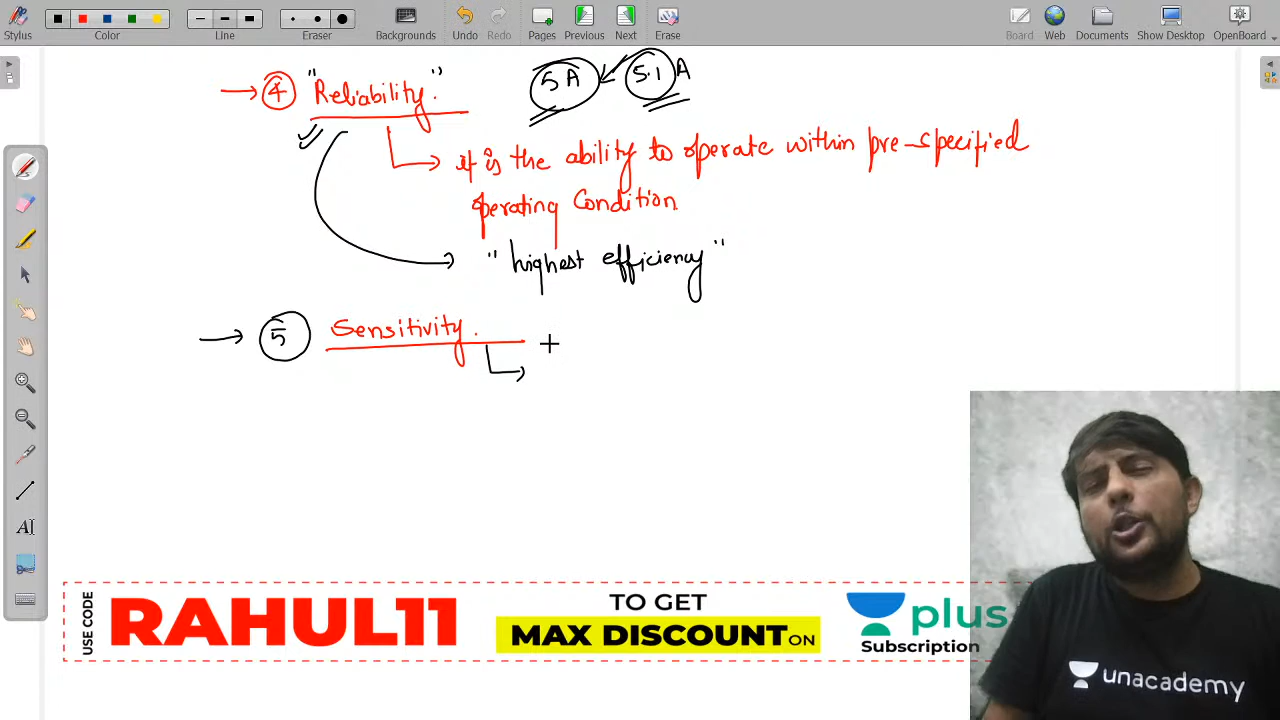 Stylus
Color
Line
Eraser
Backgrounds
Undo
Redo
Pages
Previous
Next
Erase
Board
Web
Documents
Show Desktop
OpenBoard
→ ④ "Reliability."
5A
5.1 A
it is the ability to operate within pre-specified
operating Condition
"highest efficiency"
→ ⑤ Sensitivity.
USE CODE
RAHUL11
TO GET
MAX DISCOUNT ON
plus
Subscription
unacademy